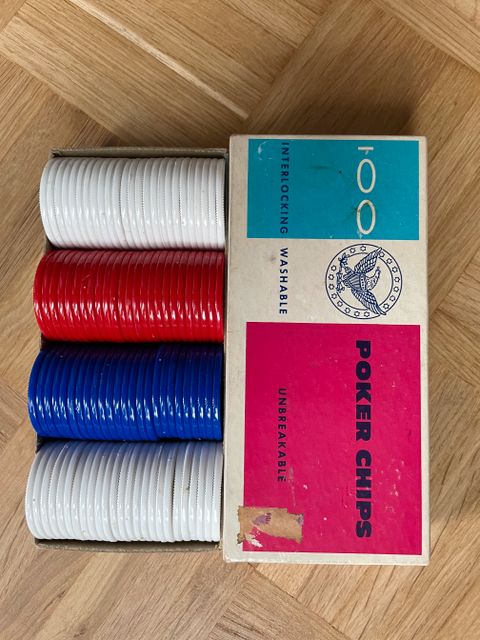 100
INTERLOCKING WASHABLE UNBREAKABLE
POKER CHIPS